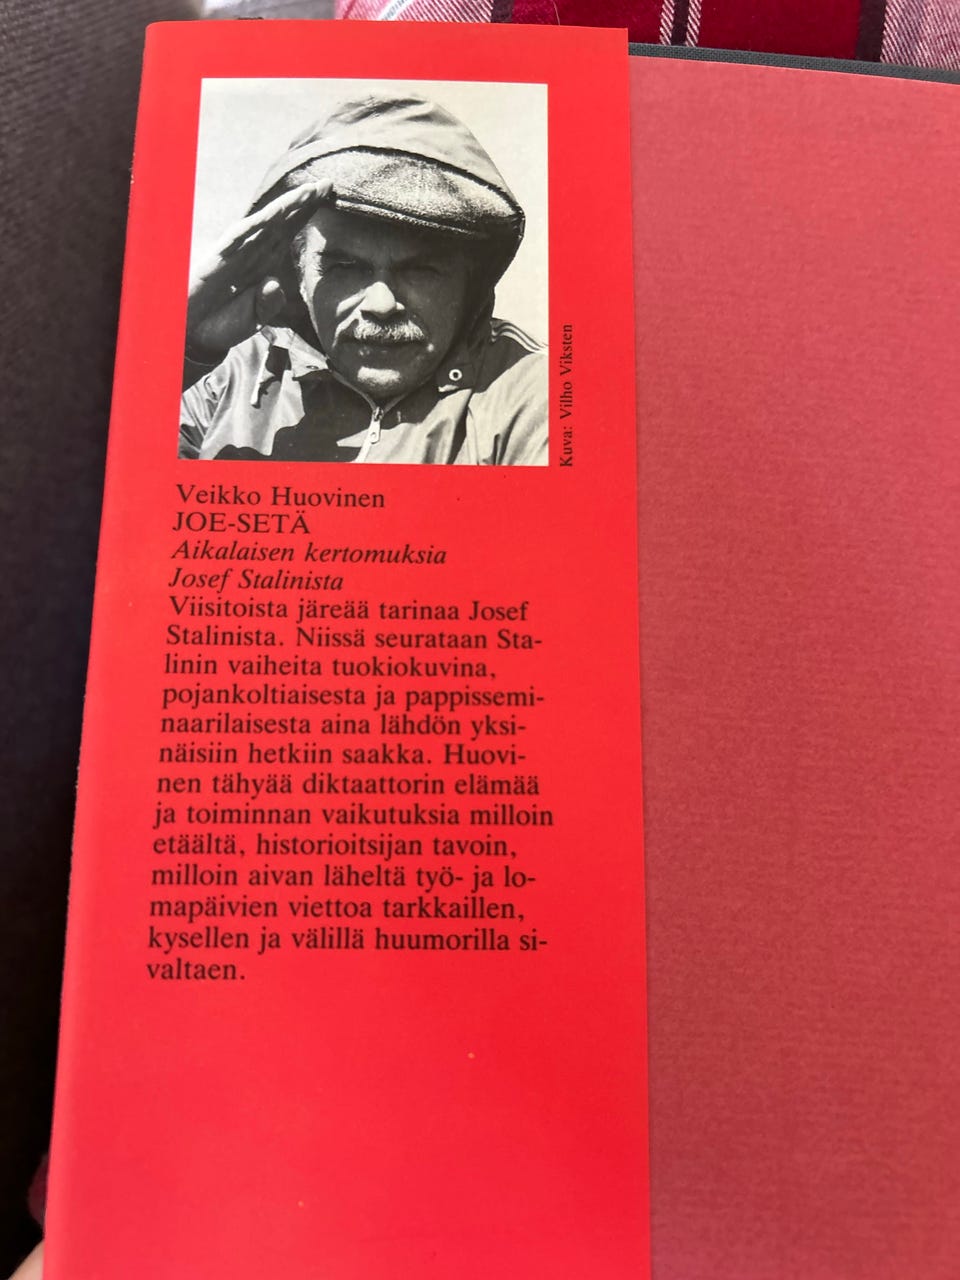 Kuva: Vilho Viksten
Veikko Huovinen
JOE-SETÄ
Aikalaisen kertomuksia
Josef Stalinista
Viisitoista järeää tarinaa Josef
Stalinista. Niissä seurataan Sta-
linin vaiheita tuokiokuvina,
pojankoltiaisesta ja pappissemi-
naarilaisesta aina lähdön yksi-
näisiin hetkiin saakka. Huovi-
nen tähyää diktaattorin elämää
ja toiminnan vaikutuksia milloin
etäältä, historioitsijan tavoin,
milloin aivan läheltä työ- ja lo-
mapäivien viettoa tarkkaillen,
kysellen ja välillä huumorilla si-
valtaen.